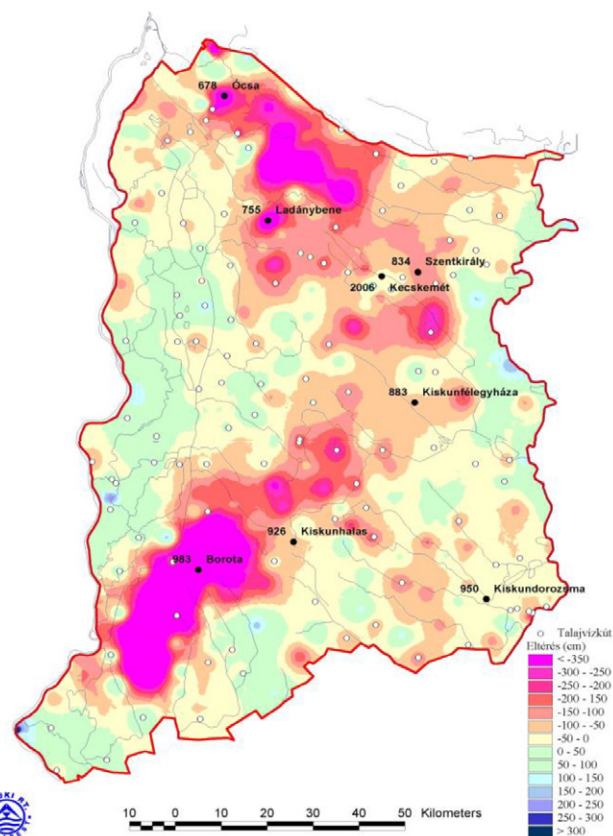 678 Ócsa
755 Ladánybene
834 Szentkirály
2006 Kecskemét
883 Kiskunfélegyháza
926 Kiskunhalas
983 Borota
950 Kiskundorozsma
Talajvízkút
Eltérés (cm)
< -350
-300 - -250
-250 - -200
-200 - 150
-150 - 100
-100 - -50
-50 - 0
0 - 50
50 - 100
100 - 150
150 - 200
200 - 250
250 - 300
> 300
10 0 10 20 30 40 50 Kilometers
SKI RT.